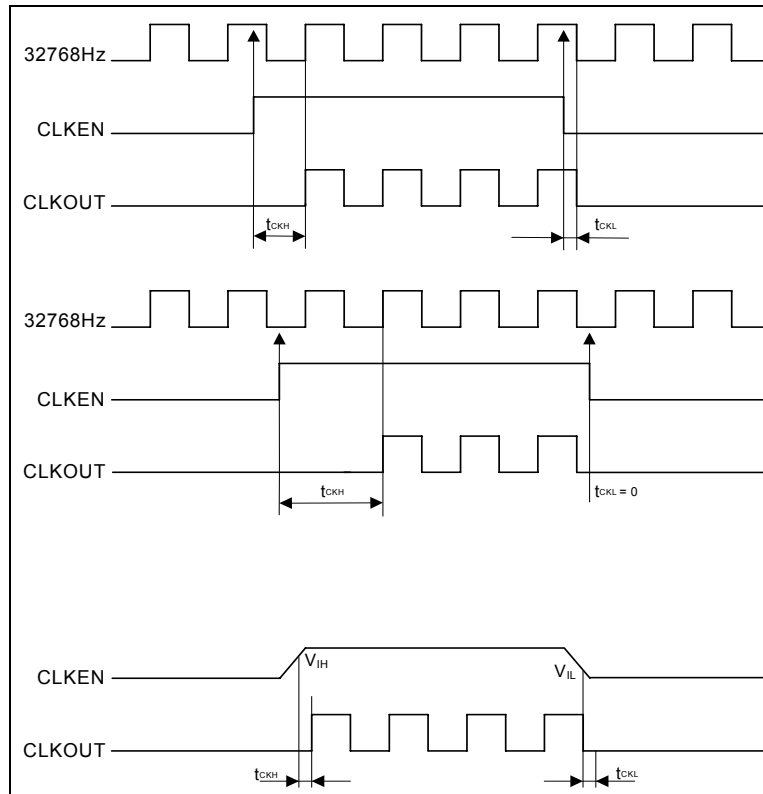 32768Hz
CLKEN
CLKOUT
tCKH
tCKL
32768Hz
CLKEN
CLKOUT
tCKH
tCKL = 0
CLKEN
VIH
VIL
CLKOUT
tCKH
tCKL